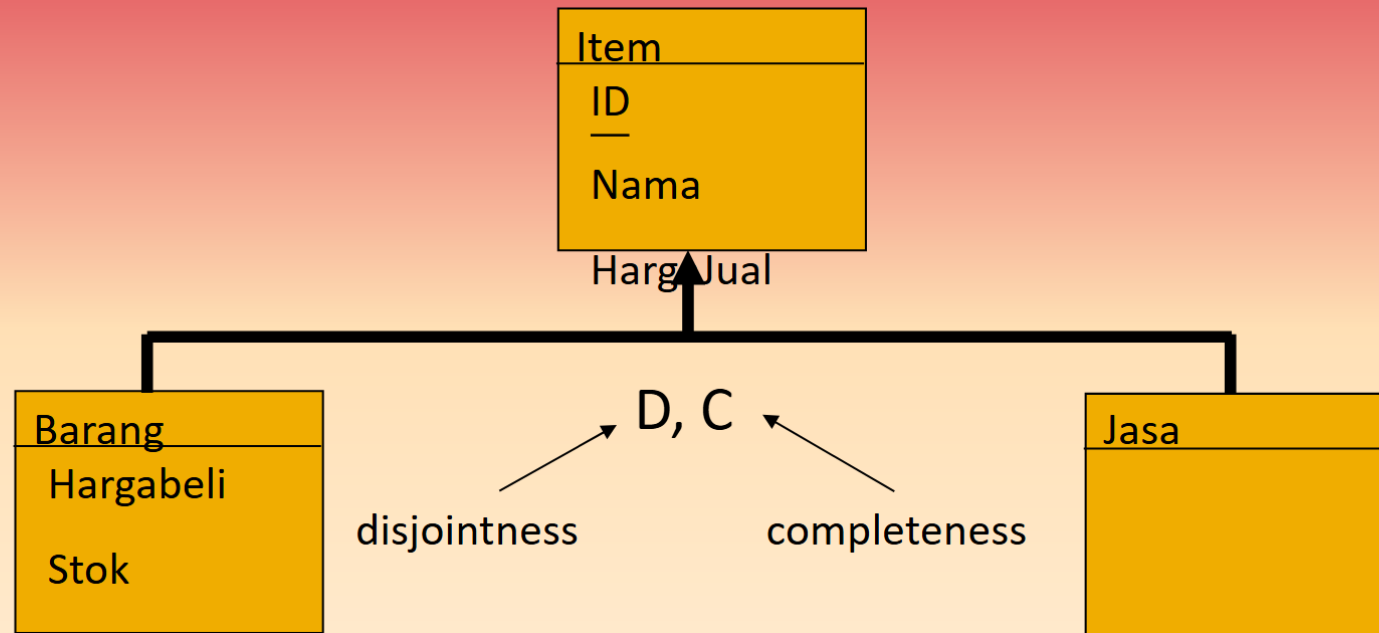 Item
ID
Nama
Harg Jual
Barang
Hargabeli
Stok
D, C
disjointness
completeness
Jasa